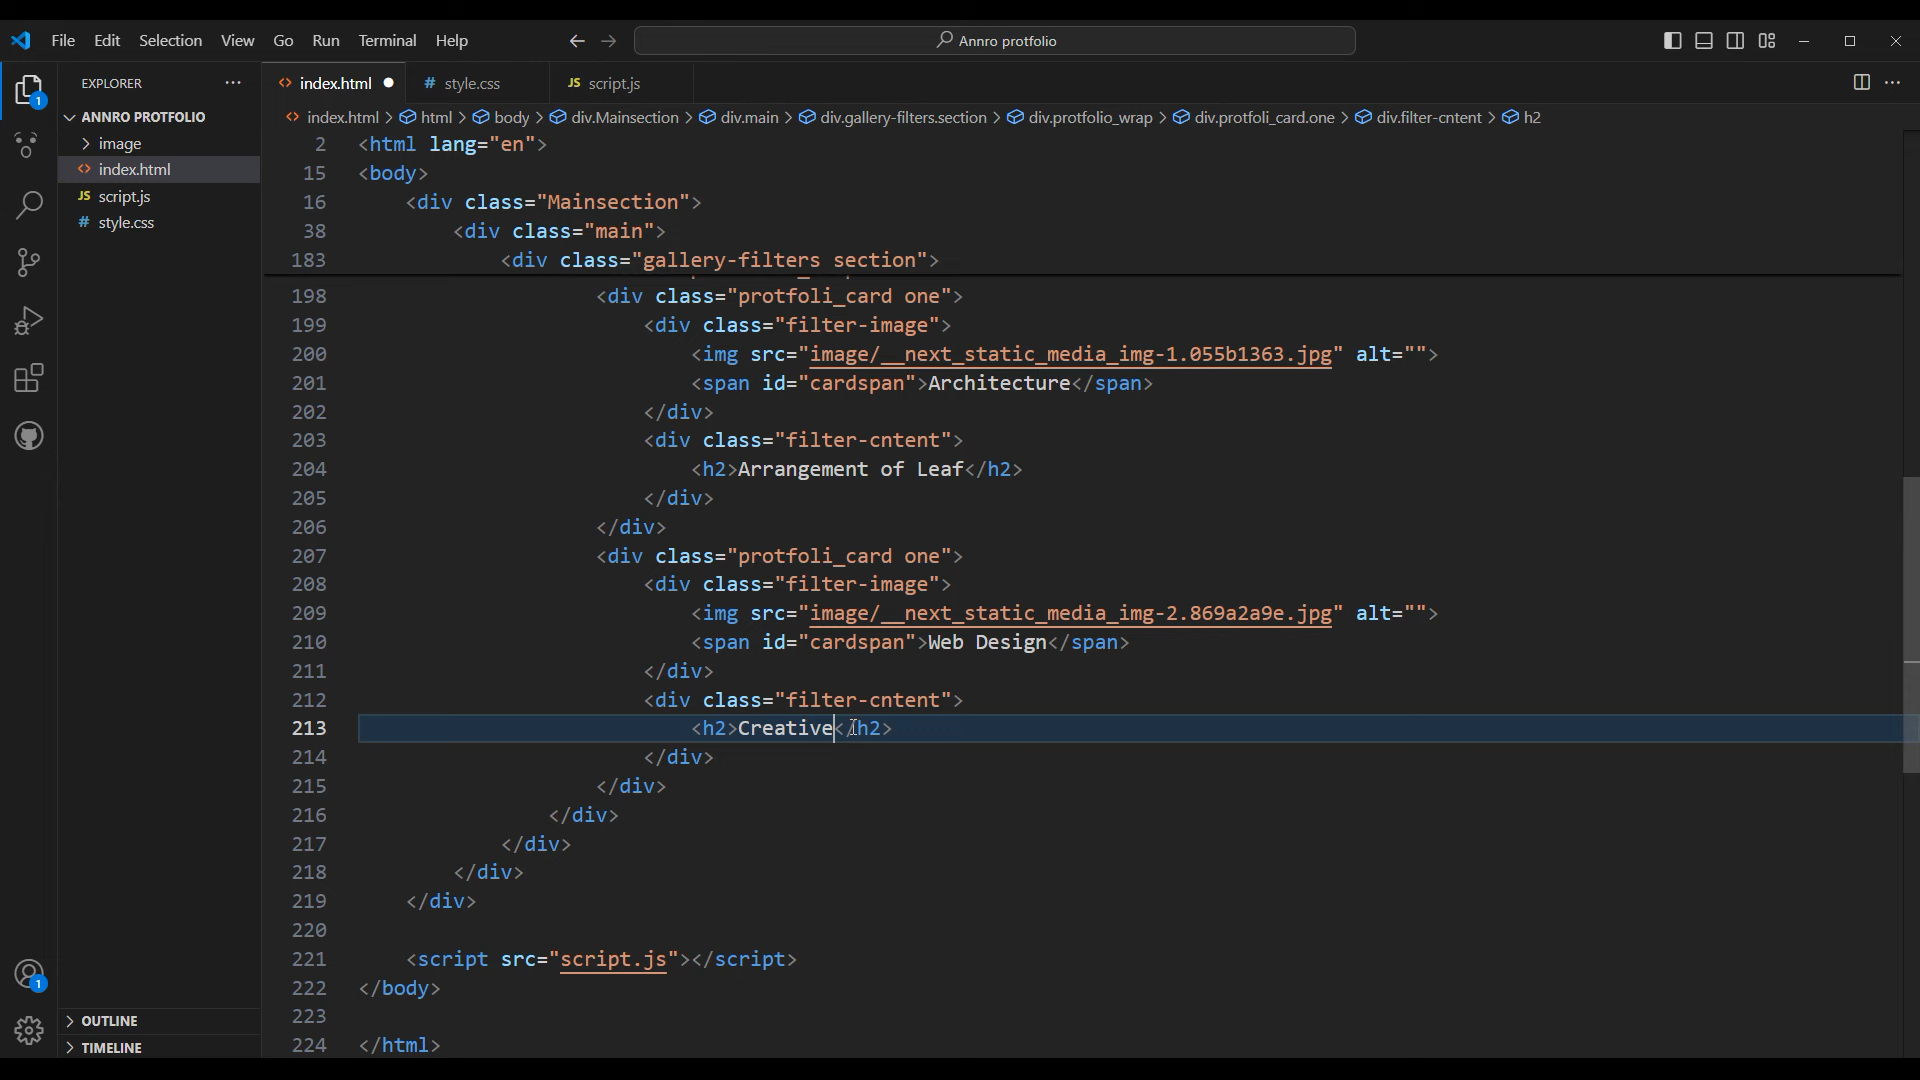 File Edit Selection View Go Run Terminal Help
Annro protfolio
EXPLORER
index.html
style.css
script.js
ANNRO PROTFOLIO
image
index.html
script.js
style.css
OUTLINE
TIMELINE
1
1
index.html > html > body > div.Mainsection > div.main > div.gallery-filters.section > div.protfolio_wrap > div.protfoli_card.one > div.filter-cntent > h2
2 <html lang="en">
15 <body>
16 <div class="Mainsection">
38 <div class="main">
183 <div class="gallery-filters section">
198 <div class="protfoli_card one">
199 <div class="filter-image">
200 <img src="image/__next_static_media_img-1.055b1363.jpg" alt="">
201 <span id="cardspan">Architecture</span>
202 </div>
203 <div class="filter-cntent">
204 <h2>Arrangement of Leaf</h2>
205 </div>
206 </div>
207 <div class="protfoli_card one">
208 <div class="filter-image">
209 <img src="image/__next_static_media_img-2.869a2a9e.jpg" alt="">
210 <span id="cardspan">Web Design</span>
211 </div>
212 <div class="filter-cntent">
213 <h2>Creative</h2>
214 </div>
215 </div>
216 </div>
217 </div>
218 </div>
219 </div>
220
221 <script src="script.js"></script>
222 </body>
223
224 </html>